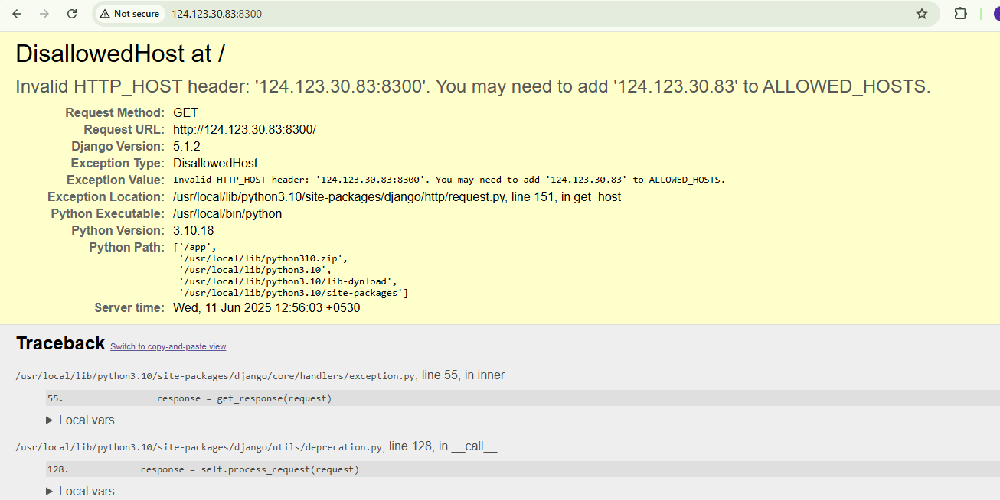 Not secure 124.123.30.83:8300
DisallowedHost at /
Invalid HTTP_HOST header: '124.123.30.83:8300'. You may need to add '124.123.30.83' to ALLOWED_HOSTS.
Request Method: GET
Request URL: http://124.123.30.83:8300/
Django Version: 5.1.2
Exception Type: DisallowedHost
Exception Value: Invalid HTTP_HOST header: '124.123.30.83:8300'. You may need to add '124.123.30.83' to ALLOWED_HOSTS.
Exception Location: /usr/local/lib/python3.10/site-packages/django/http/request.py, line 151, in get_host
Python Executable: /usr/local/bin/python
Python Version: 3.10.18
Python Path: ['/app',
'/usr/local/lib/python310.zip',
'/usr/local/lib/python3.10',
'/usr/local/lib/python3.10/lib-dynload',
'/usr/local/lib/python3.10/site-packages']
Server time: Wed, 11 Jun 2025 12:56:03 +0530
Traceback Switch to copy-and-paste view
/usr/local/lib/python3.10/site-packages/django/core/handlers/exception.py, line 55, in inner
55. response = get_response(request)
▶ Local vars
/usr/local/lib/python3.10/site-packages/django/utils/deprecation.py, line 128, in __call__
128. response = self.process_request(request)
▶ Local vars